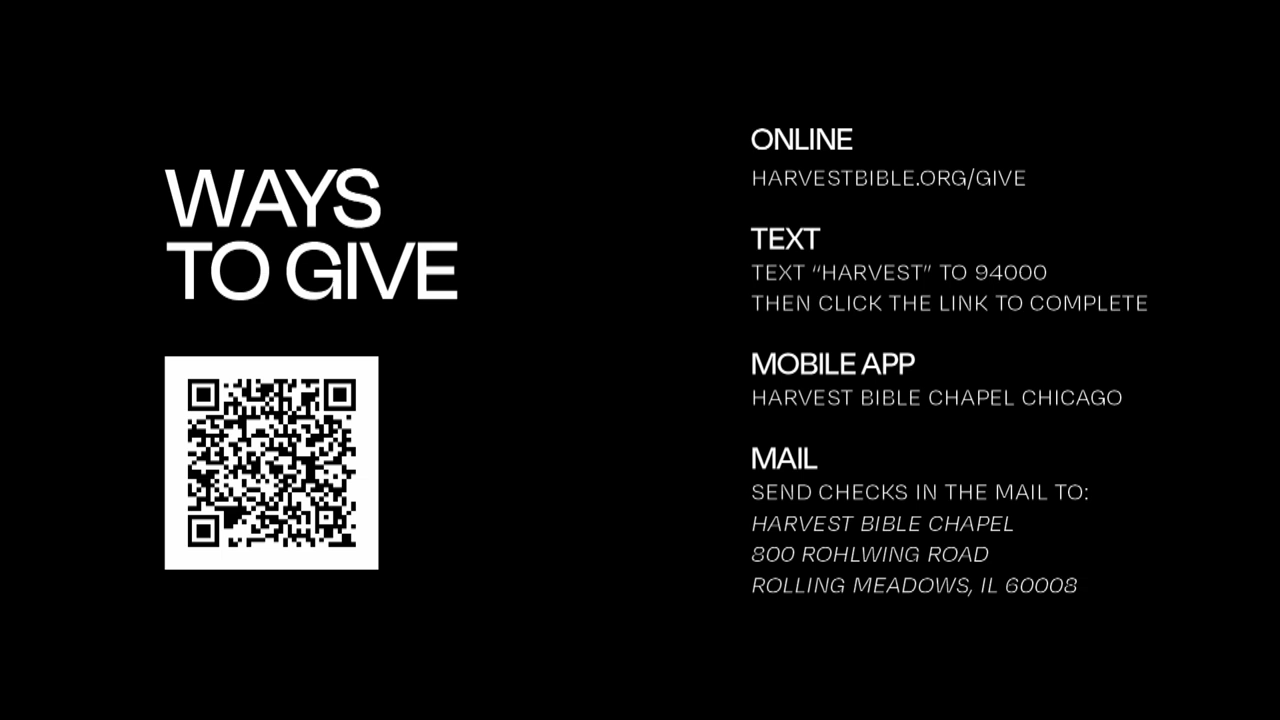 WAYS
TO GIVE
ONLINE
HARVESTBIBLE.ORG/GIVE
TEXT
TEXT “HARVEST” TO 94000
THEN CLICK THE LINK TO COMPLETE
MOBILE APP
HARVEST BIBLE CHAPEL CHICAGO
MAIL
SEND CHECKS IN THE MAIL TO:
HARVEST BIBLE CHAPEL
800 ROHLWING ROAD
ROLLING MEADOWS, IL 60008